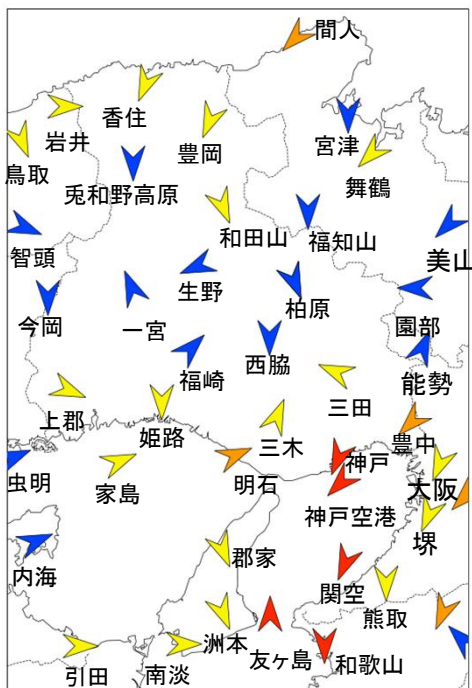 間人
香住
岩井
豊岡
宮津
舞鶴
鳥取
兎和野高原
和田山
福知山
智頭
美山
生野
柏原
今岡
一宮
園部
福崎
西脇
能勢
上郡
三田
姫路
三木
豊中
神戸
虫明
家島
明石
大阪
神戸空港
堺
内海
郡家
関空
熊取
洲本
友ヶ島
和歌山
引田
南淡